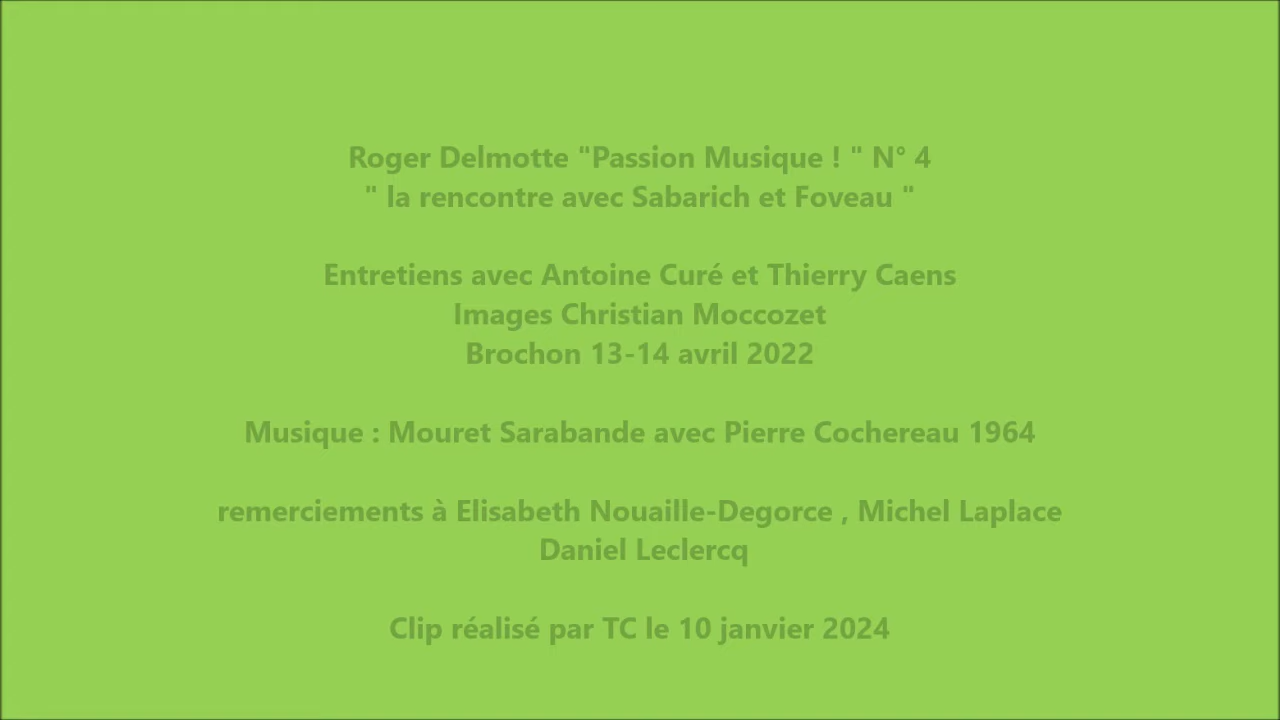 Roger Delmotte "Passion Musique ! " N° 4
" la rencontre avec Sabarich et Foveau "
Entretiens avec Antoine Curé et Thierry Caens
Images Christian Moccozet
Brochon 13-14 avril 2022
Musique : Mouret Sarabande avec Pierre Cochereau 1964
remerciements à Elisabeth Nouaille-Degorce , Michel Laplace
Daniel Leclercq
Clip réalisé par TC le 10 janvier 2024